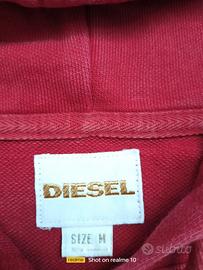 DIESEL
SIZE M
realme
Shot on realme 10
subito